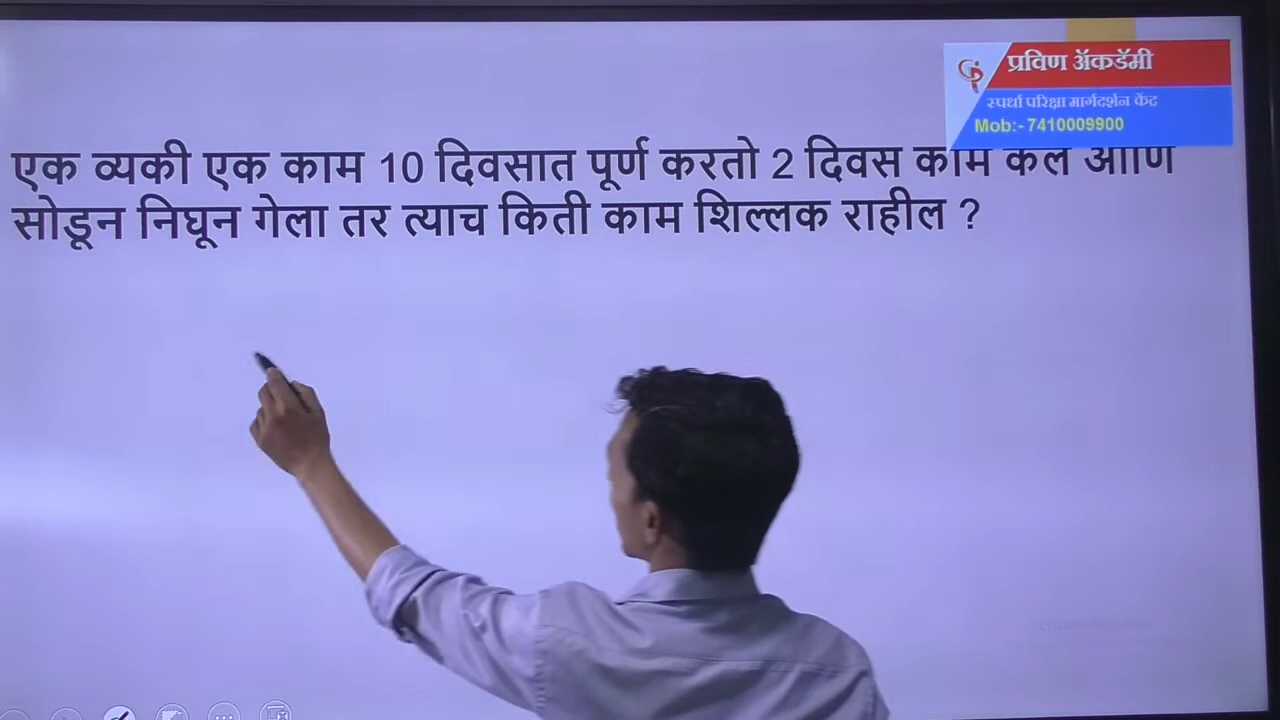 प्रविण ॲकडॅमी
स्पर्धा परिक्षा मार्गदर्शन केंद्र
Mob:- 7410009900
एक व्यकी एक काम 10 दिवसात पूर्ण करतो 2 दिवस काम केल आणि
सोडून निघून गेला तर त्याच किती काम शिल्लक राहील ?